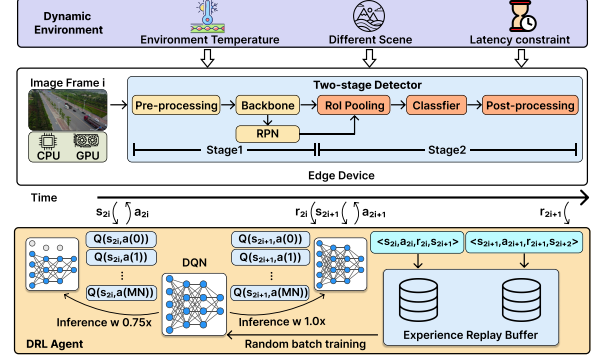 Dynamic
Environment
Environment Temperature
Different Scene
Latency constraint
Image Frame i
CPU
GPU
Two-stage Detector
Pre-processing
Backbone
RoI Pooling
Classfier
Post-processing
RPN
Stage1
Stage2
Edge Device
Time
s2i
a2i
r2i
s2i+1
a2i+1
r2i+1
Q(s2i,a(0))
Q(s2i,a(1))
⋮
Q(s2i,a(MN))
DQN
Q(s2i+1,a(0))
Q(s2i+1,a(1))
⋮
Q(s2i+1,a(MN))
<s2i,a2i,r2i,s2i+1>
<s2i+1,a2i+1,r2i+1,s2i+2>
Inference w 0.75x
Inference w 1.0x
Experience Replay Buffer
DRL Agent
Random batch training